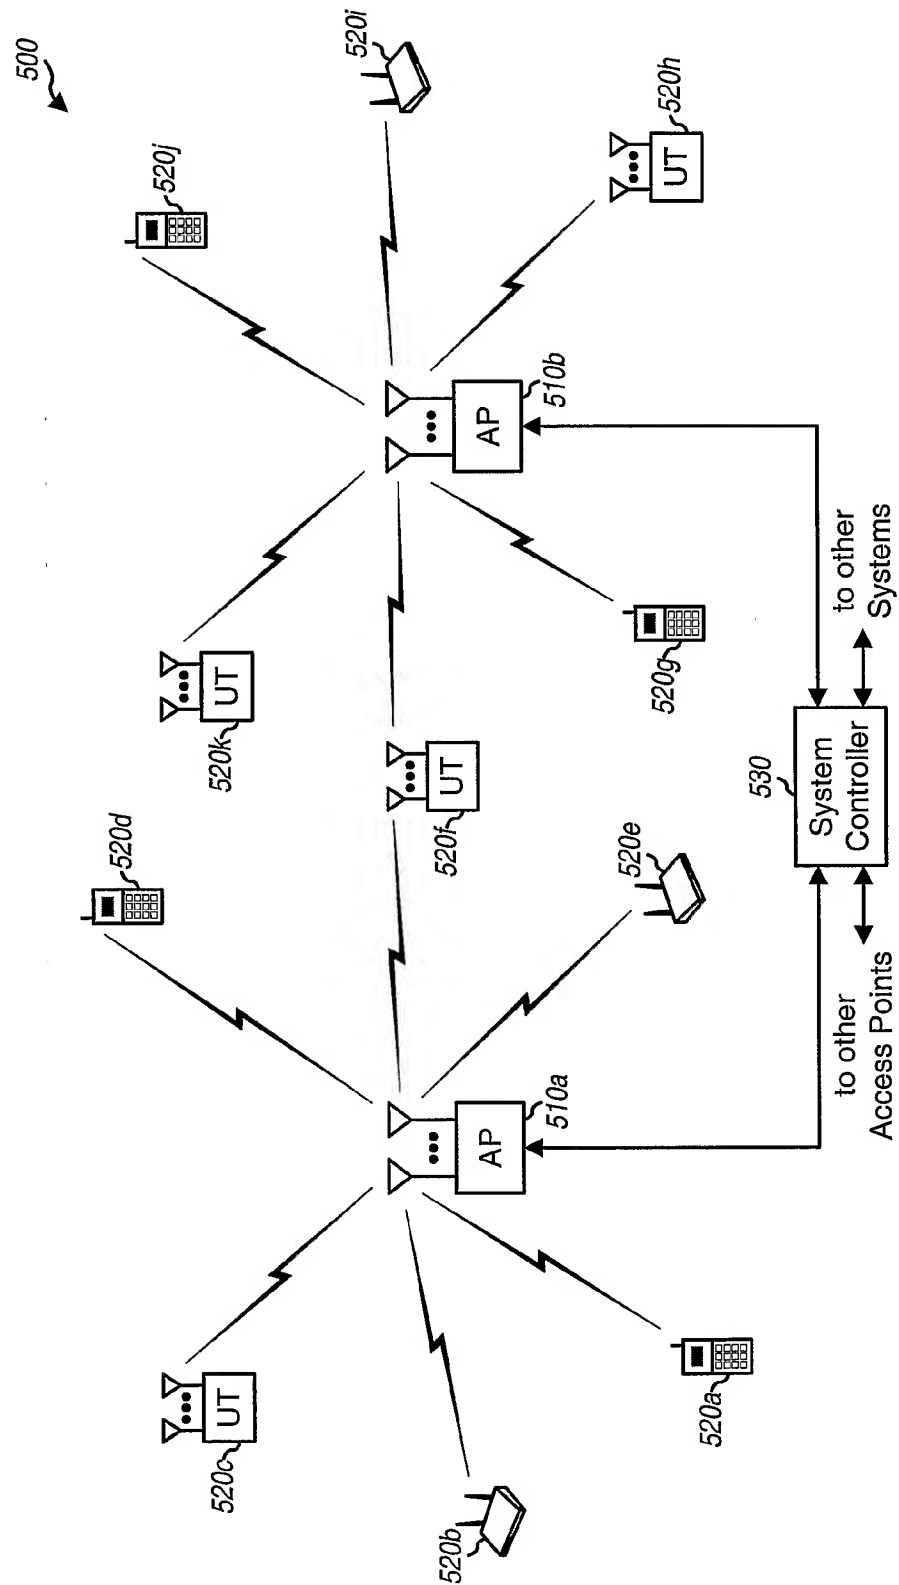 500
520j
520i
520h
UT
520k
UT
AP
510b
520d
520f
UT
520g
520e
520c
UT
AP
510a
520b
520a
530
System
Controller
to other
Systems
to other
Access Points